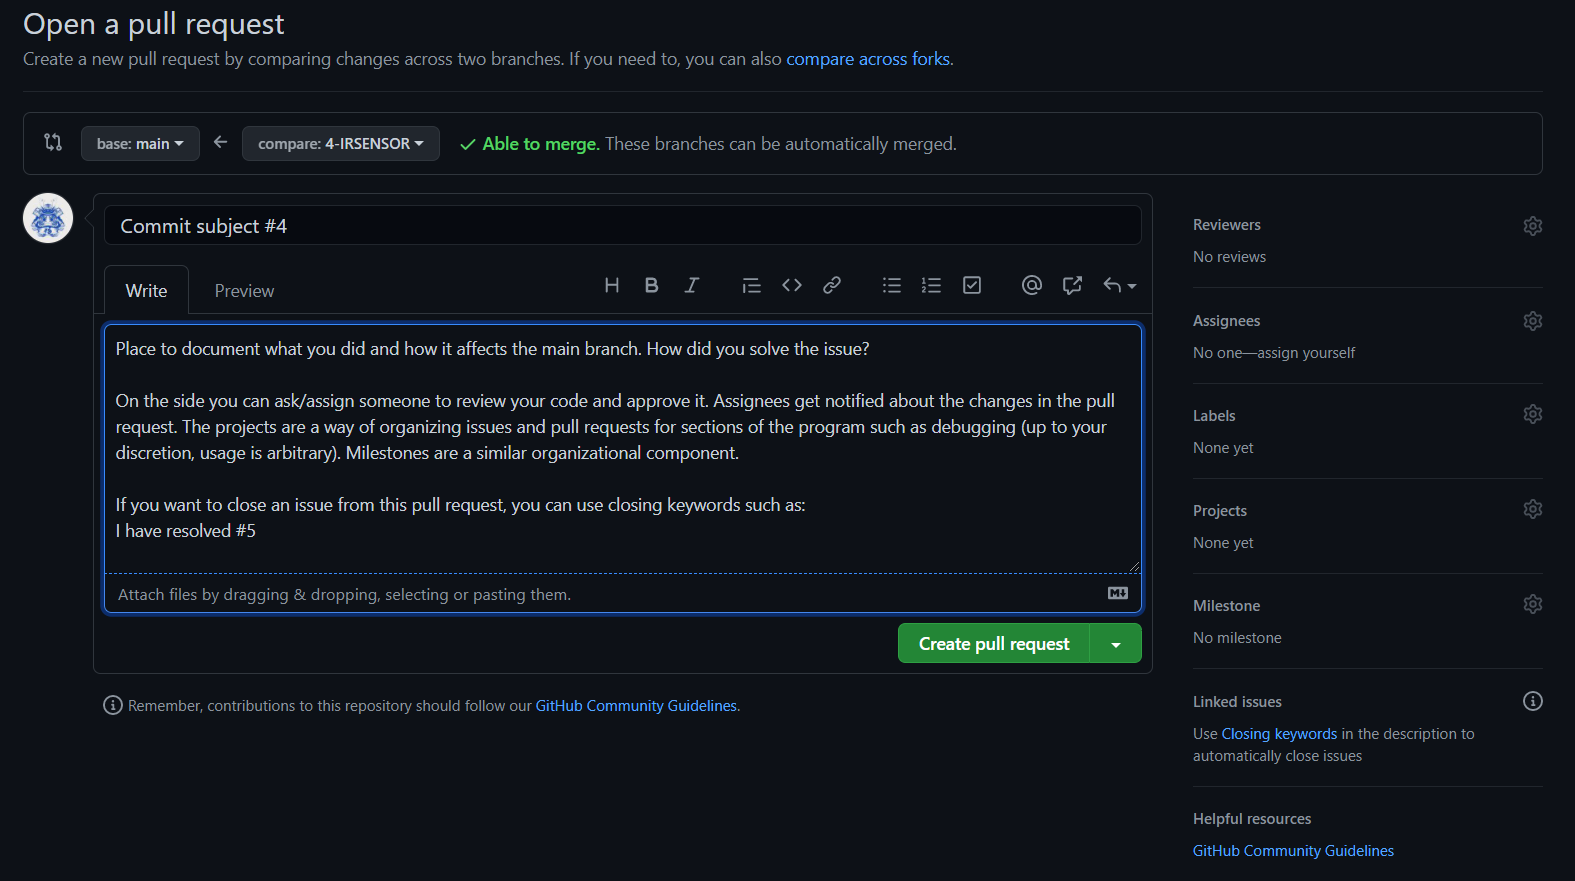 Open a pull request
Create a new pull request by comparing changes across two branches. If you need to, you can also compare across forks.
base: main
compare: 4-IRSENSOR
Able to merge. These branches can be automatically merged.
Commit subject #4
Write
Preview
Place to document what you did and how it affects the main branch. How did you solve the issue?
On the side you can ask/assign someone to review your code and approve it. Assignees get notified about the changes in the pull
request. The projects are a way of organizing issues and pull requests for sections of the program such as debugging (up to your
discretion, usage is arbitrary). Milestones are a similar organizational component.
If you want to close an issue from this pull request, you can use closing keywords such as:
I have resolved #5
Attach files by dragging & dropping, selecting or pasting them.
Create pull request
Remember, contributions to this repository should follow our GitHub Community Guidelines.
Reviewers
No reviews
Assignees
No one—assign yourself
Labels
None yet
Projects
None yet
Milestone
No milestone
Linked issues
Use Closing keywords in the description to
automatically close issues
Helpful resources
GitHub Community Guidelines